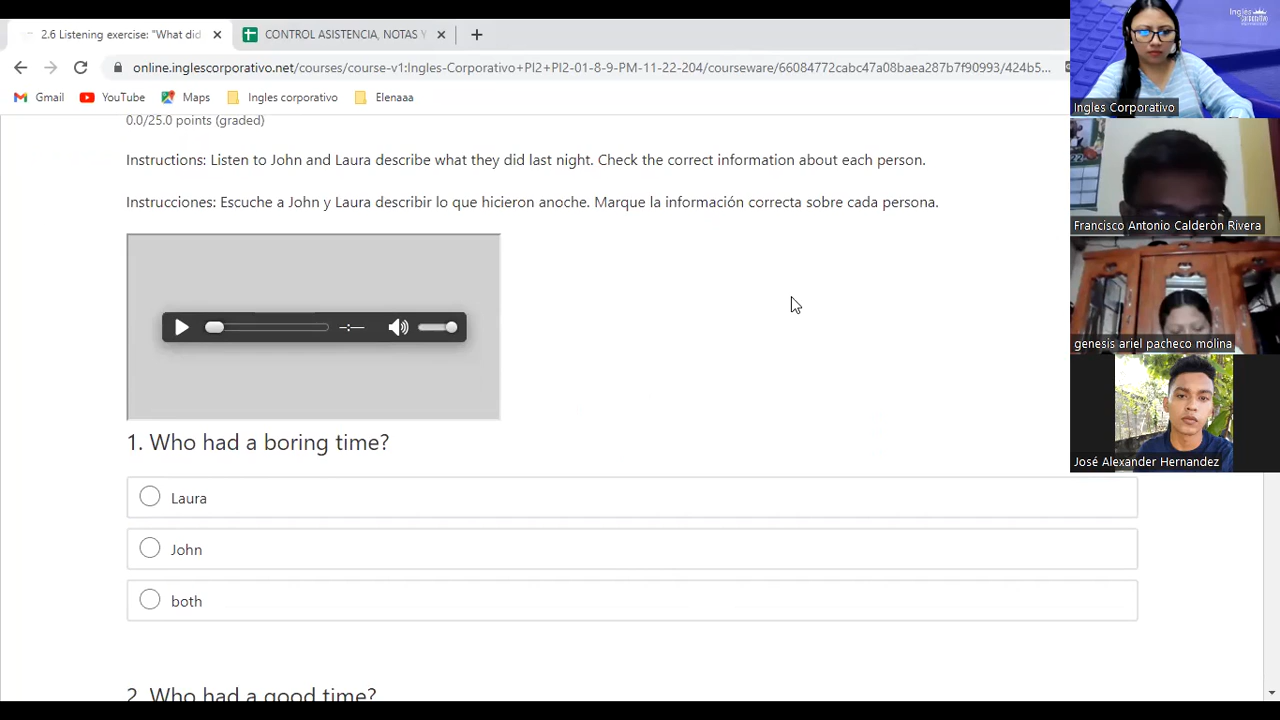 2.6 Listening exercise: "What did
CONTROL ASISTENCIA, NOTAS
online.inglescorporativo.net/courses/course-v1:Ingles-Corporativo+PI2+PI2-01-8-9-PM-11-22-204/courseware/66084772cabc47a08baea287b7f90993/424b5...
Gmail
YouTube
Maps
Ingles corporativo
Elenaaa
0.0/25.0 points (graded)
Instructions: Listen to John and Laura describe what they did last night. Check the correct information about each person.
Instrucciones: Escuche a John y Laura describir lo que hicieron anoche. Marque la información correcta sobre cada persona.
-:--
1. Who had a boring time?
Laura
John
both
2. Who had a good time?
Ingles Corporativo
Francisco Antonio Calderòn Rivera
genesis ariel pacheco molina
José Alexander Hernandez